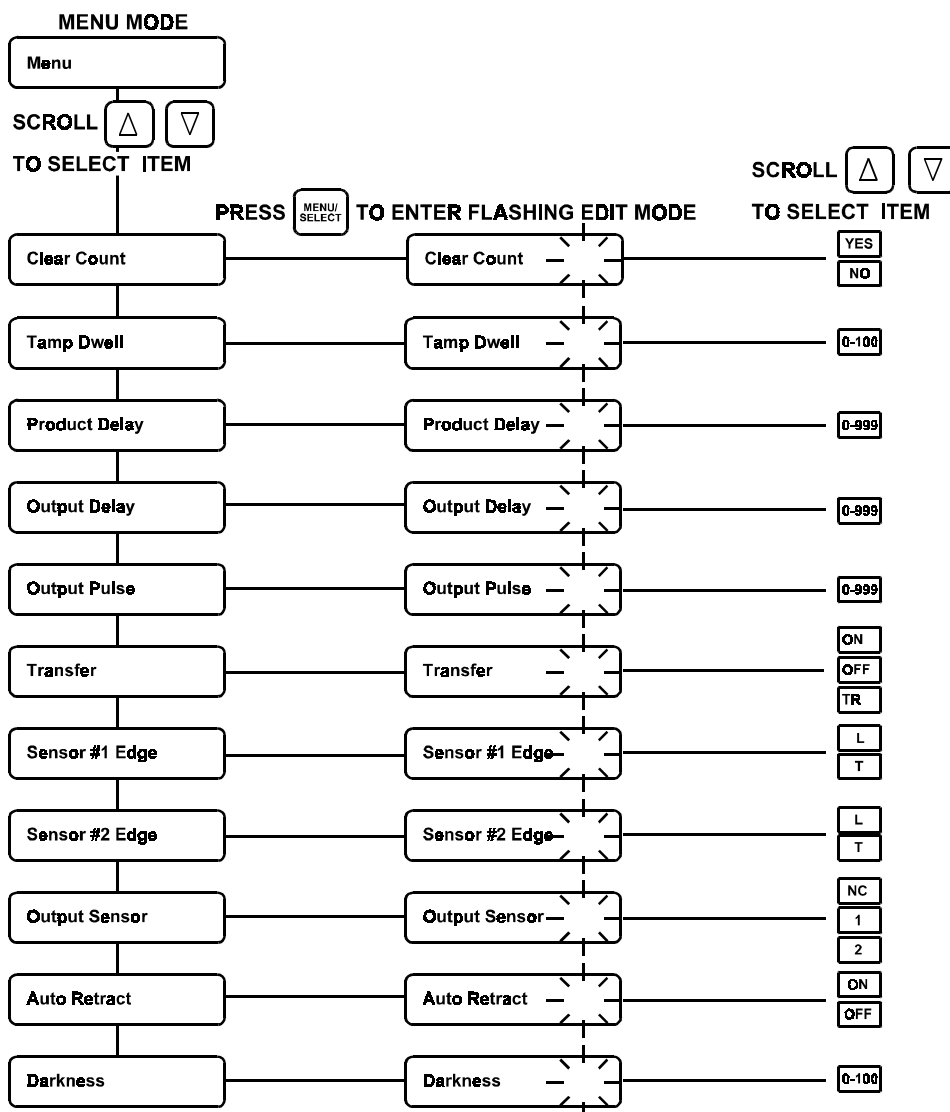 MENU MODE
Menu
SCROLL
TO SELECT ITEM
SCROLL
TO SELECT ITEM
PRESS MENU/ SELECT TO ENTER FLASHING EDIT MODE
Clear Count
Clear Count
YES
NO
Tamp Dwell
Tamp Dwell
0-100
Product Delay
Product Delay
0-999
Output Delay
Output Delay
0-999
Output Pulse
Output Pulse
0-999
Transfer
Transfer
ON
OFF
TR
Sensor #1 Edge
Sensor #1 Edge
L
T
Sensor #2 Edge
Sensor #2 Edge
L
T
Output Sensor
Output Sensor
NC
1
2
Auto Retract
Auto Retract
ON
OFF
Darkness
Darkness
0-100